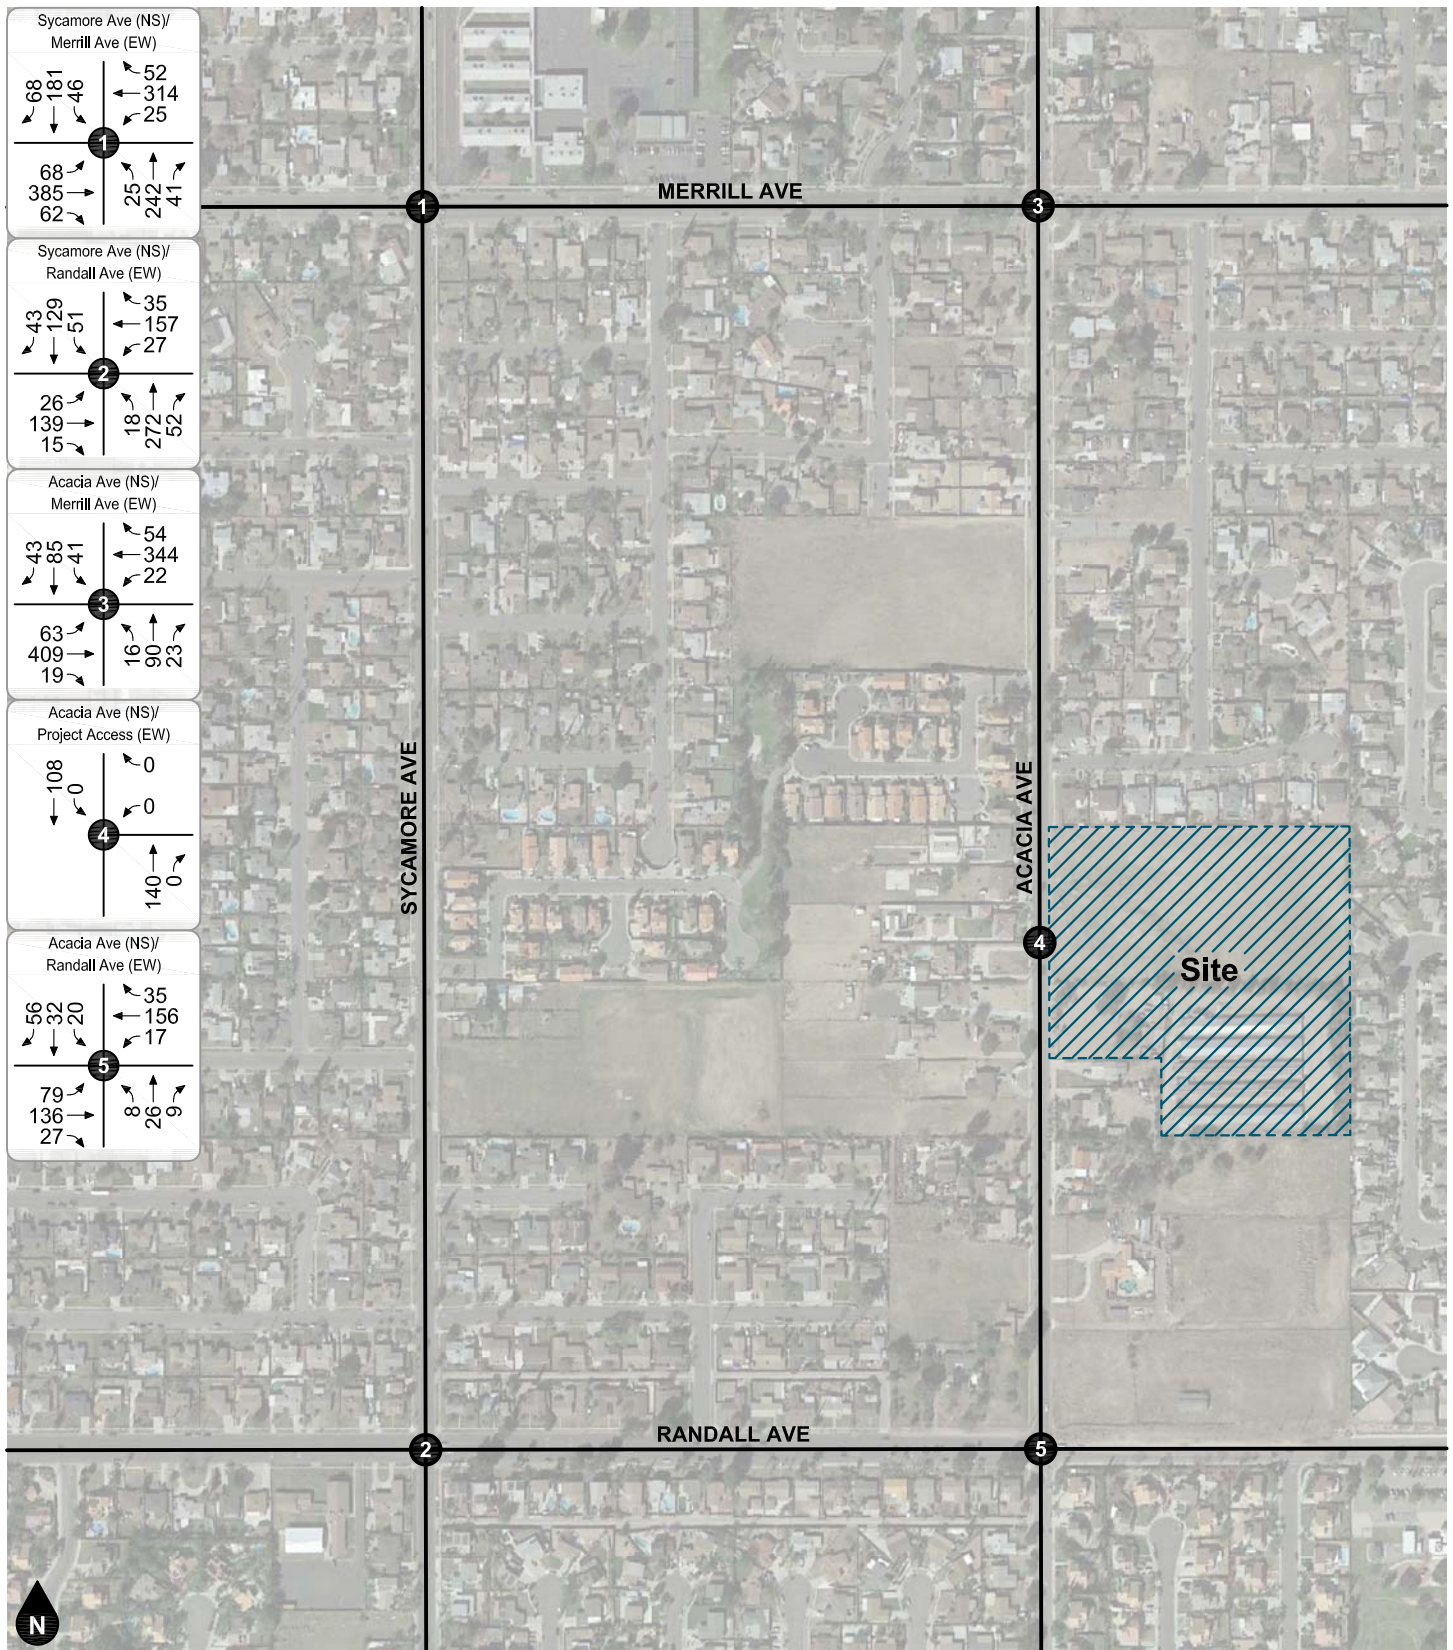 Sycamore Ave (NS)/
Merrill Ave (EW)
68 181 46
52
314
25
1
68
385
62
25 242 41
Sycamore Ave (NS)/
Randall Ave (EW)
43 129 51
35
157
27
2
26
139
15
18 272 52
Acacia Ave (NS)/
Merrill Ave (EW)
43 85 41
54
344
22
3
63
409
19
16 90 23
Acacia Ave (NS)/
Project Access (EW)
108 0
0
0
4
140 0
Acacia Ave (NS)/
Randall Ave (EW)
56 32 20
35
156
17
5
79
136
27
8 26 9
MERRILL AVE
1
3
SYCAMORE AVE
ACACIA AVE
4
Site
RANDALL AVE
2
5
N